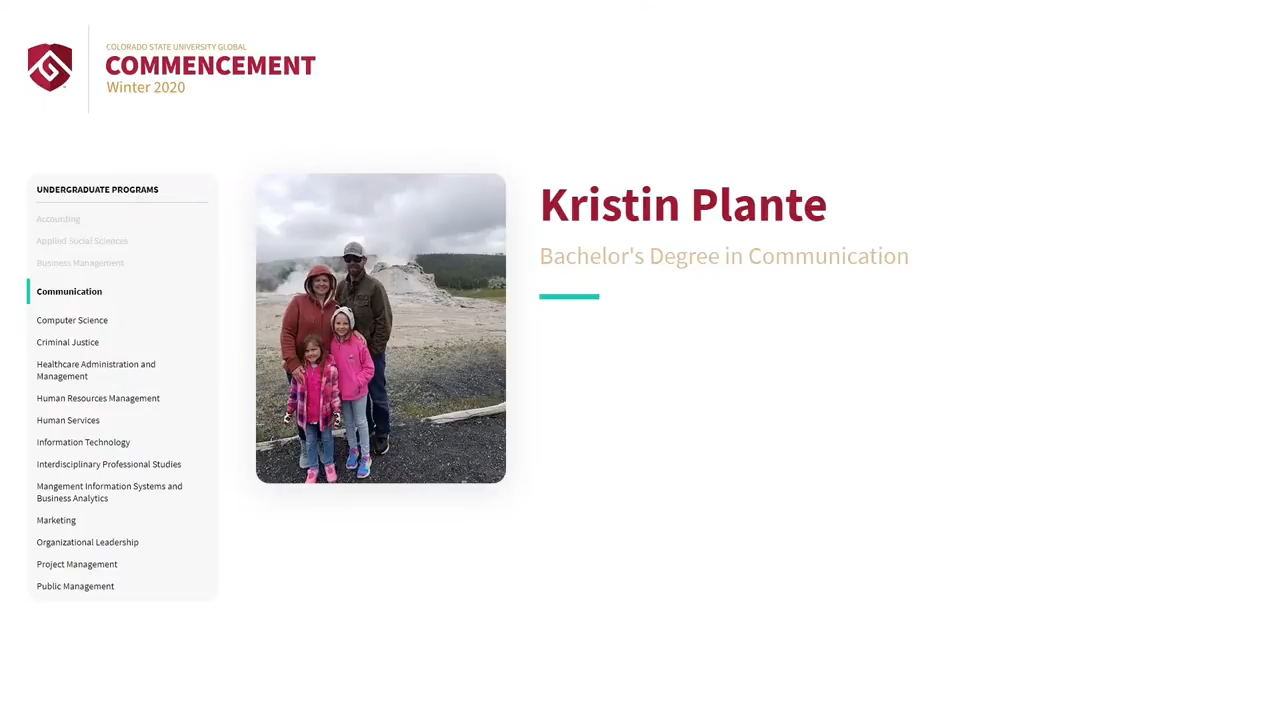 COLORADO STATE UNIVERSITY GLOBAL
COMMENCEMENT
Winter 2020
UNDERGRADUATE PROGRAMS
Accounting
Applied Social Sciences
Business Management
Communication
Computer Science
Criminal Justice
Healthcare Administration and
Management
Human Resources Management
Human Services
Information Technology
Interdisciplinary Professional Studies
Mangement Information Systems and
Business Analytics
Marketing
Organizational Leadership
Project Management
Public Management
Kristin Plante
Bachelor's Degree in Communication